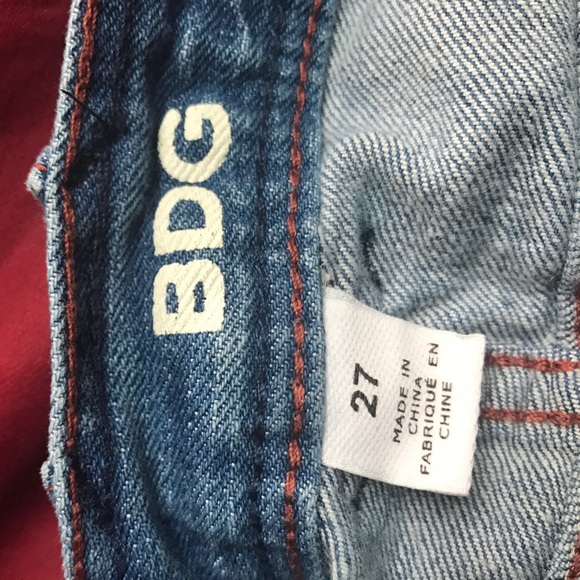 BDG
27
MADE IN
CHINA
FABRIQUÉ EN
CHINE